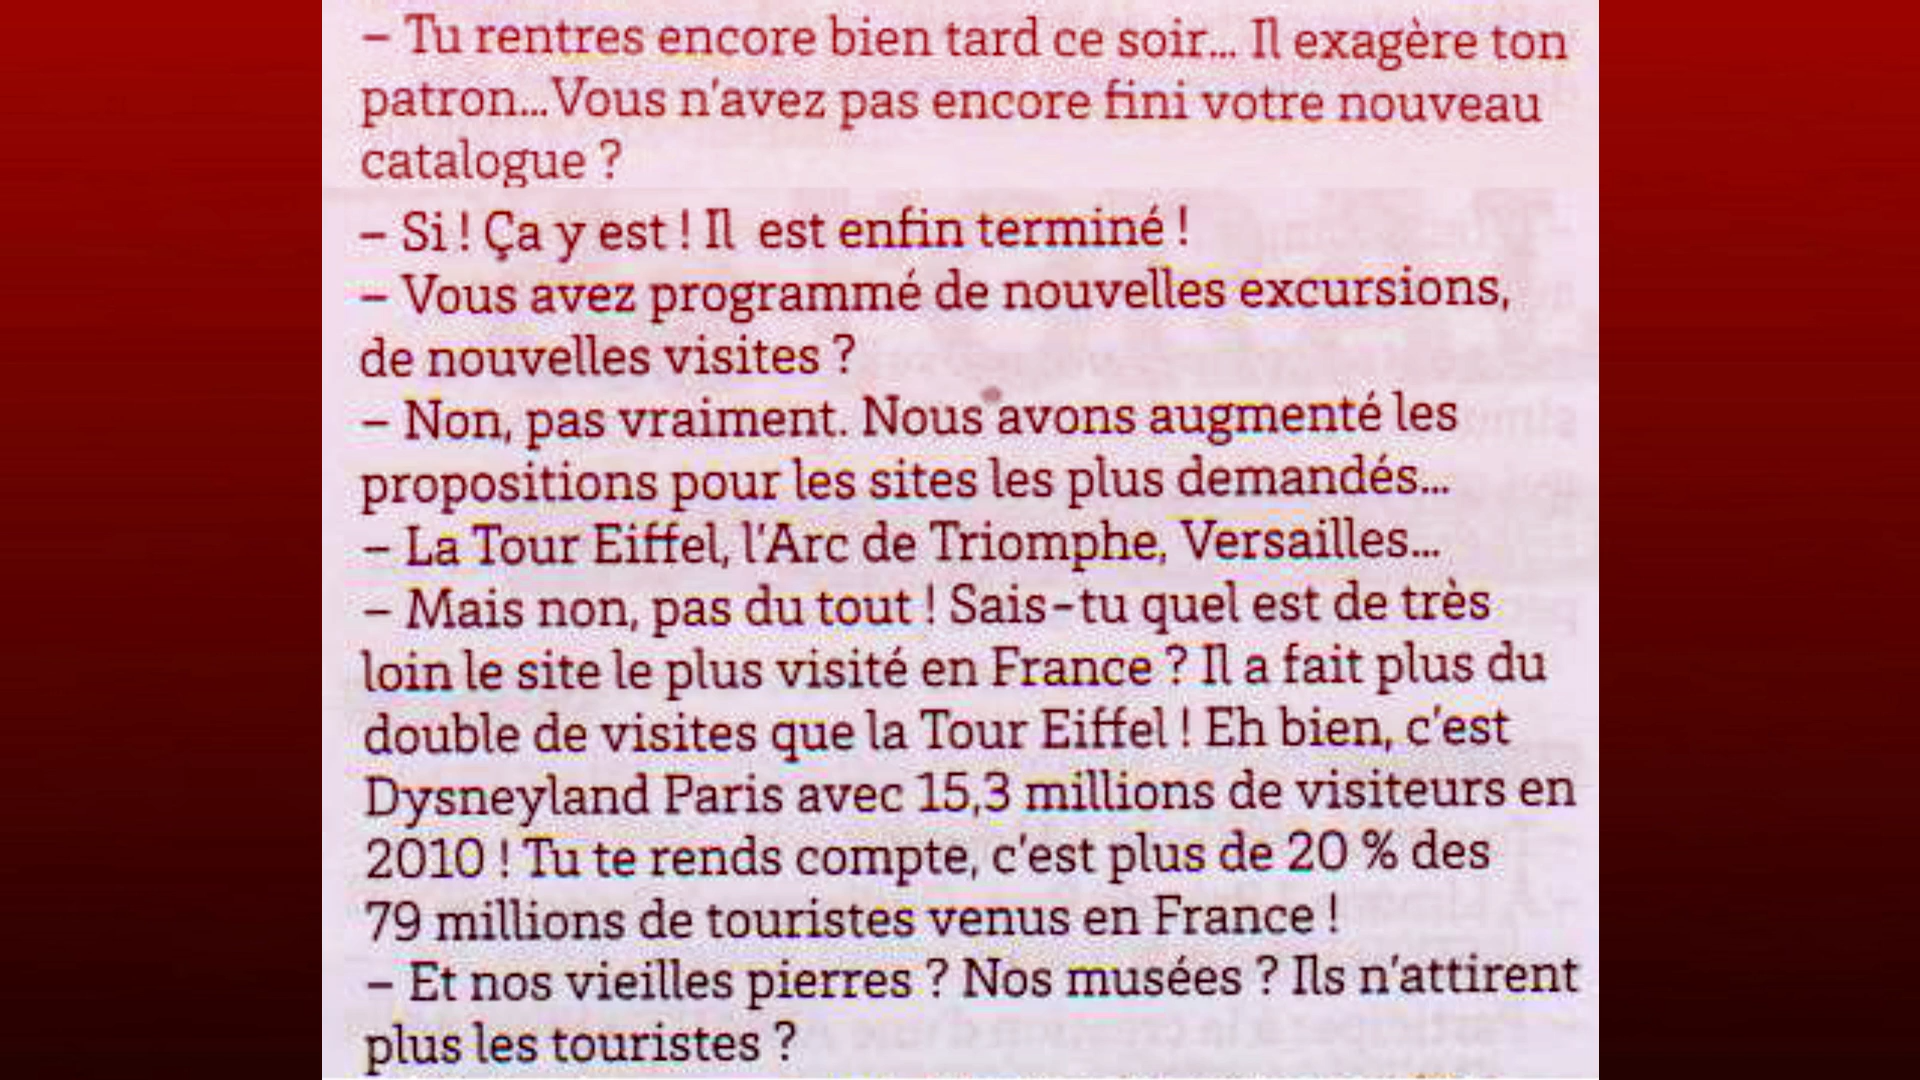 – Tu rentres encore bien tard ce soir... Il exagère ton
patron...Vous n'avez pas encore fini votre nouveau
catalogue ?
– Si ! Ça y est ! Il est enfin terminé !
– Vous avez programmé de nouvelles excursions,
de nouvelles visites ?
– Non, pas vraiment. Nous avons augmenté les
propositions pour les sites les plus demandés...
– La Tour Eiffel, l'Arc de Triomphe, Versailles...
– Mais non, pas du tout ! Sais-tu quel est de très
loin le site le plus visité en France ? Il a fait plus du
double de visites que la Tour Eiffel ! Eh bien, c'est
Dysneyland Paris avec 15,3 millions de visiteurs en
2010 ! Tu te rends compte, c'est plus de 20 % des
79 millions de touristes venus en France !
– Et nos vieilles pierres ? Nos musées ? Ils n'attirent
plus les touristes ?